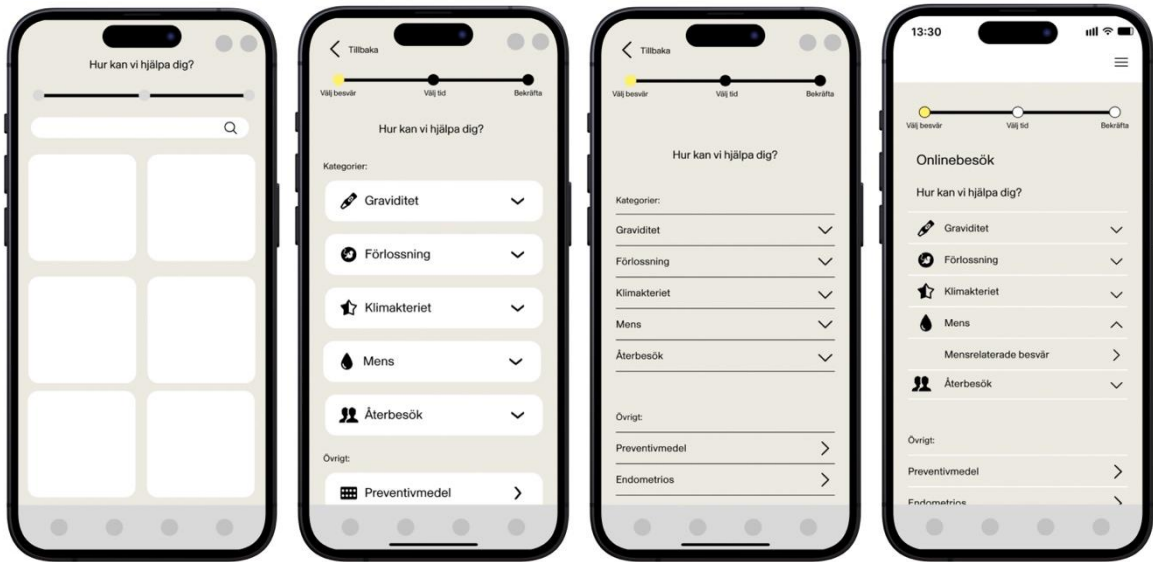 Hur kan vi hjälpa dig?
Tillbaka
Välj besvär
Välj tid
Bekräfta
Hur kan vi hjälpa dig?
Kategorier:
Graviditet
Förlossning
Klimakteriet
Mens
Återbesök
Övrigt:
Preventivmedel
Tillbaka
Välj besvär
Välj tid
Bekräfta
Hur kan vi hjälpa dig?
Kategorier:
Graviditet
Förlossning
Klimakteriet
Mens
Återbesök
Övrigt:
Preventivmedel
Endometrios
13:30
Välj besvär
Välj tid
Bekräfta
Onlinebesök
Hur kan vi hjälpa dig?
Graviditet
Förlossning
Klimakteriet
Mens
Mensrelaterade besvär
Återbesök
Övrigt:
Preventivmedel
Endometrios